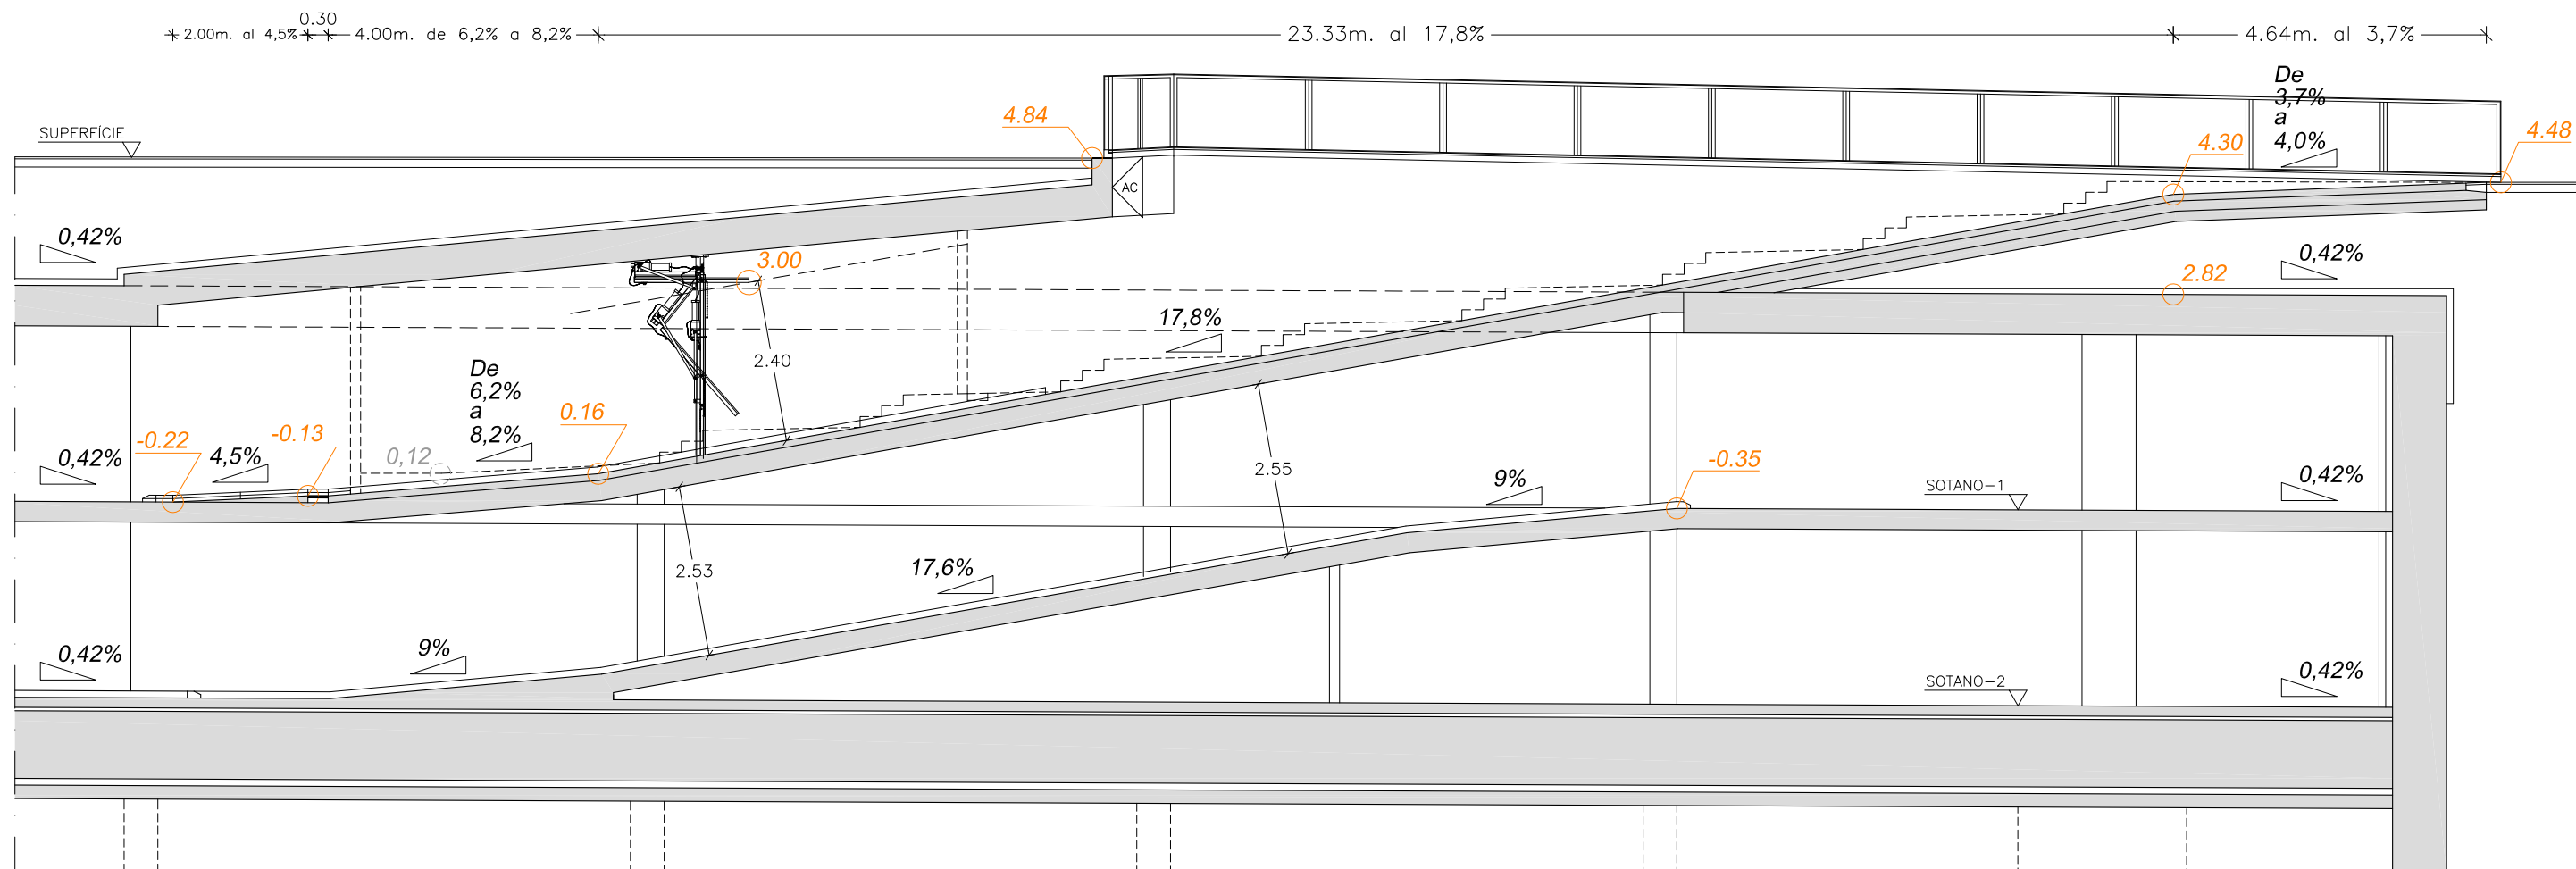 0.30
2.00m. al 4,5%
4.00m. de 6,2% a 8,2%
23.33m. al 17,8%
4.64m. al 3,7%
De
3,7%
a
4,0%
4.84
SUPERFÍCIE
4.30
4.48
AC
0,42%
0,42%
3.00
2.82
17,8%
2.40
De
6,2%
a
8,2%
0.16
-0.22
-0.13
4,5%
0,12
0,42%
2.55
-0.35
9%
SOTANO-1
0,42%
2.53
17,6%
9%
0,42%
SOTANO-2
0,42%